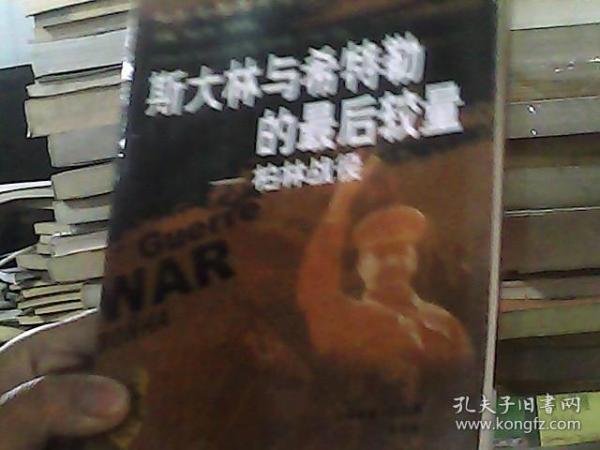 斯大林与希特勒
的最后较量
——柏林战役
Guerre
WAR
孔夫子旧书网
www.kongfz.com